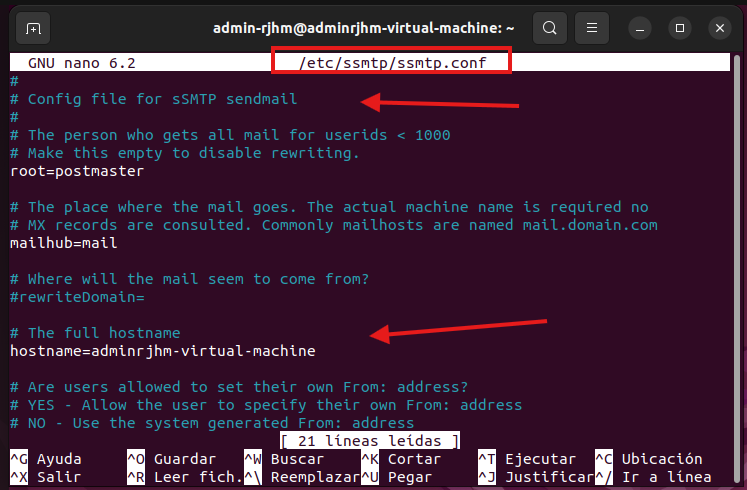 admin-rjhm@adminrjhm-virtual-machine: ~
GNU nano 6.2 /etc/ssmtp/ssmtp.conf
#
# Config file for sSMTP sendmail
#
# The person who gets all mail for userids < 1000
# Make this empty to disable rewriting.
root=postmaster
# The place where the mail goes. The actual machine name is required no
# MX records are consulted. Commonly mailhosts are named mail.domain.com
mailhub=mail
# Where will the mail seem to come from?
#rewriteDomain=
# The full hostname
hostname=adminrjhm-virtual-machine
# Are users allowed to set their own From: address?
# YES - Allow the user to specify their own From: address
# NO - Use the system generated From: address
[ 21 líneas leídas ]
^G Ayuda ^O Guardar ^W Buscar ^K Cortar ^T Ejecutar ^C Ubicación
^X Salir ^R Leer fich. ^\ Reemplazar ^U Pegar ^J Justificar ^/ Ir a línea